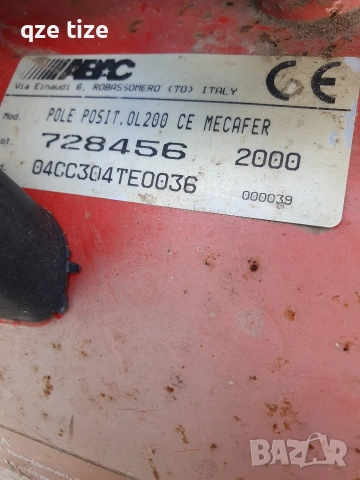 qze tize
ABAC
Via Einaudi 6, ROBASSOMERO (TO) ITALY
CE
Mod. POLE POSIT.OL200 CE MECAFER
728456 2000
04CC304TE0036 000039
BAZAR